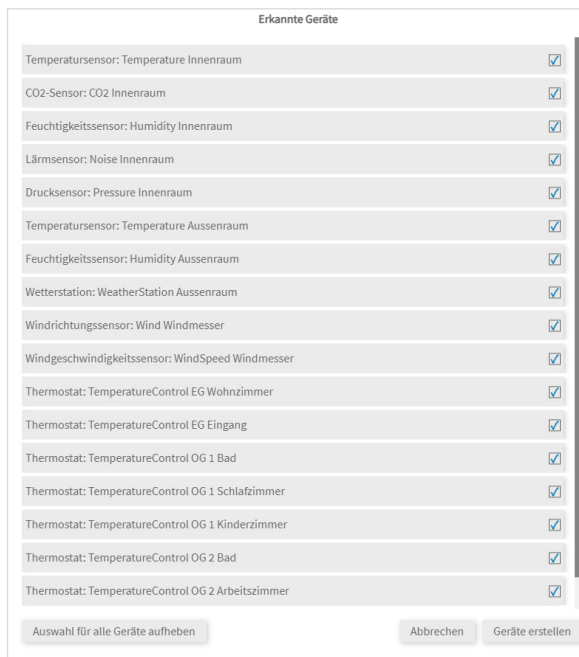 Erkannte Geräte
Temperatursensor: Temperature Innenraum
CO2-Sensor: CO2 Innenraum
Feuchtigkeitssensor: Humidity Innenraum
Lärmsensor: Noise Innenraum
Drucksensor: Pressure Innenraum
Temperatursensor: Temperature Aussenraum
Feuchtigkeitssensor: Humidity Aussenraum
Wetterstation: WeatherStation Aussenraum
Windrichtungssensor: Wind Windmesser
Windgeschwindigkeitssensor: WindSpeed Windmesser
Thermostat: TemperatureControl EG Wohnzimmer
Thermostat: TemperatureControl EG Eingang
Thermostat: TemperatureControl OG 1 Bad
Thermostat: TemperatureControl OG 1 Schlafzimmer
Thermostat: TemperatureControl OG 1 Kinderzimmer
Thermostat: TemperatureControl OG 2 Bad
Thermostat: TemperatureControl OG 2 Arbeitszimmer
Auswahl für alle Geräte aufheben Abbrechen Geräte erstellen